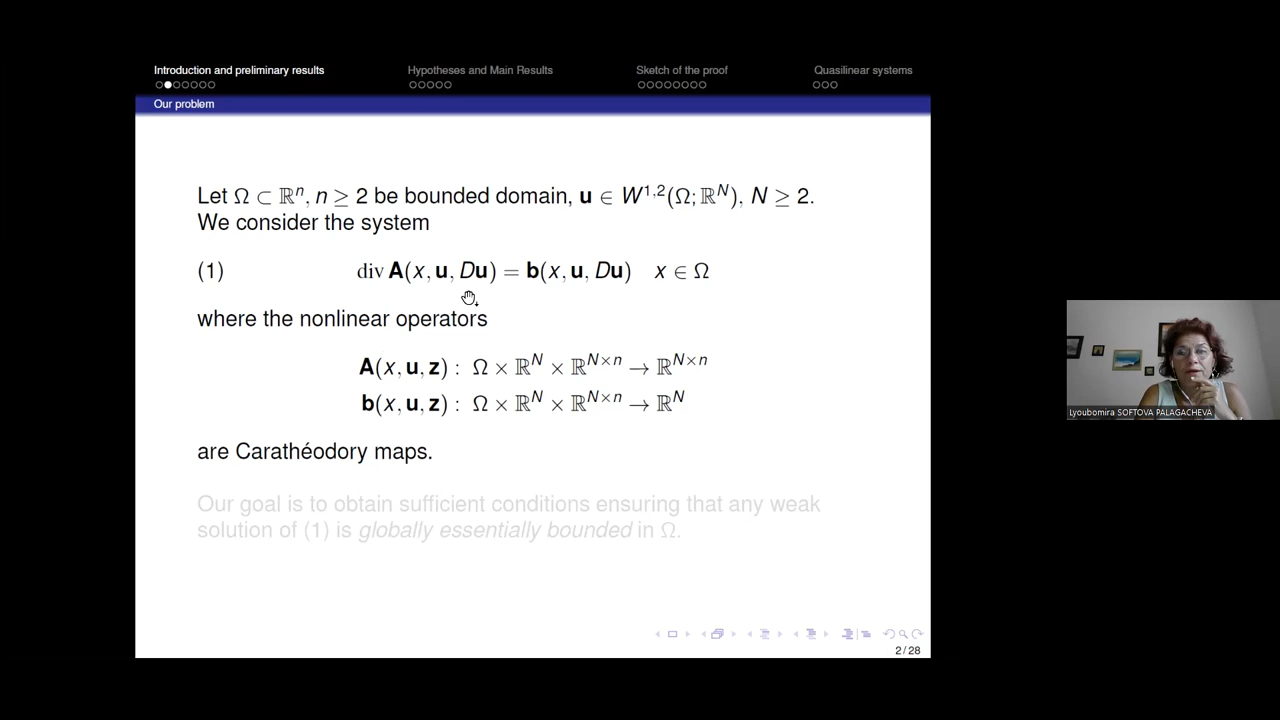 Introduction and preliminary results Hypotheses and Main Results Sketch of the proof Quasilinear systems
Our problem
Let Ω ⊂ ℝⁿ, n ≥ 2 be bounded domain, u ∈ W^{1,2}(Ω; ℝ^N), N ≥ 2.
We consider the system
(1) div A(x, u, Du) = b(x, u, Du) x ∈ Ω
where the nonlinear operators
A(x, u, z) : Ω × ℝ^N × ℝ^{N×n} → ℝ^{N×n}
b(x, u, z) : Ω × ℝ^N × ℝ^{N×n} → ℝ^N
are Carathéodory maps.
Our goal is to obtain sufficient conditions ensuring that any weak
solution of (1) is globally essentially bounded in Ω.
2 / 28
Lyoubomira SOFTOVA PALAGACHEVA